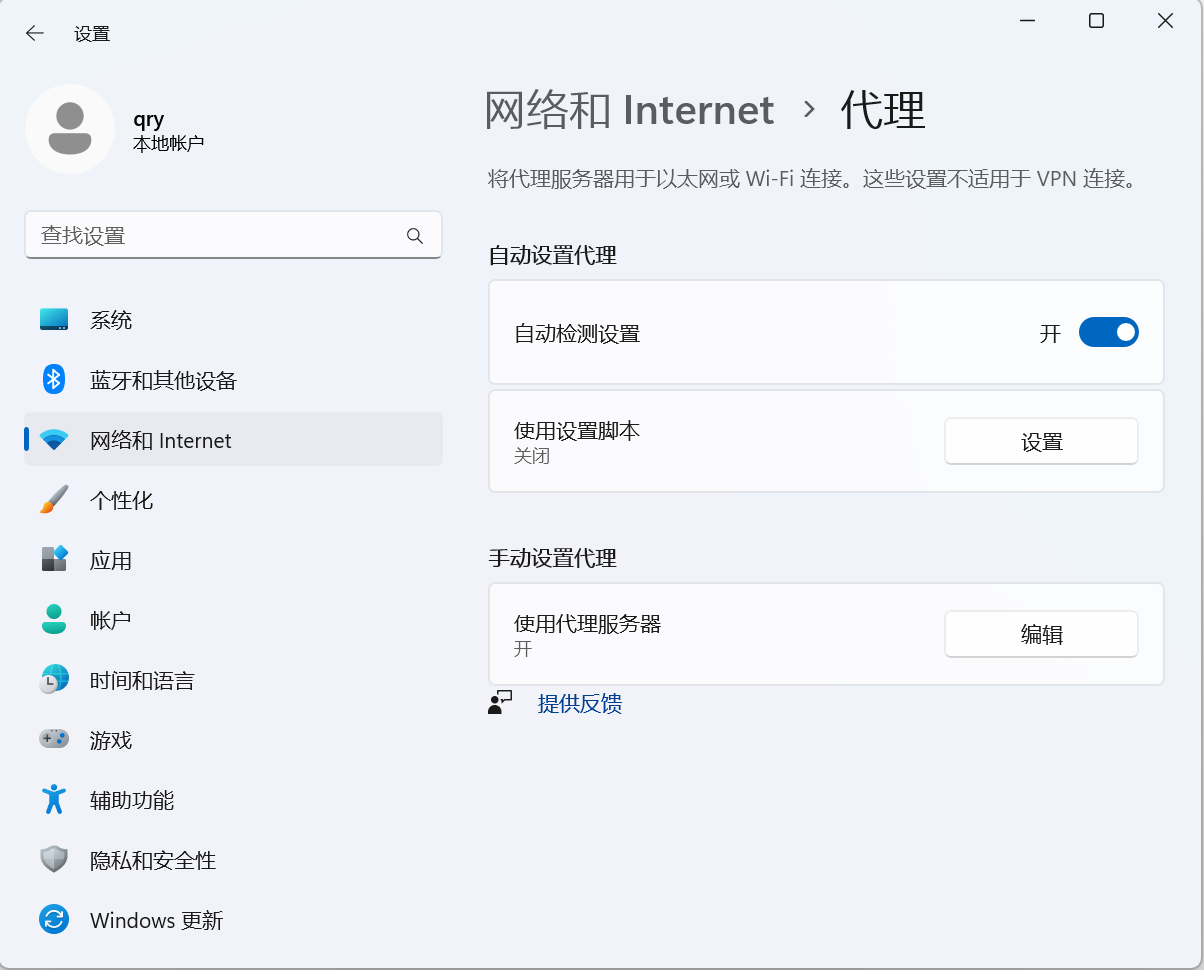 设置
qry
本地帐户
查找设置
系统
蓝牙和其他设备
网络和 Internet
个性化
应用
帐户
时间和语言
游戏
辅助功能
隐私和安全性
Windows 更新
网络和 Internet › 代理
将代理服务器用于以太网或 Wi-Fi 连接。这些设置不适用于 VPN 连接。
自动设置代理
自动检测设置
开
使用设置脚本
关闭
设置
手动设置代理
使用代理服务器
开
编辑
提供反馈